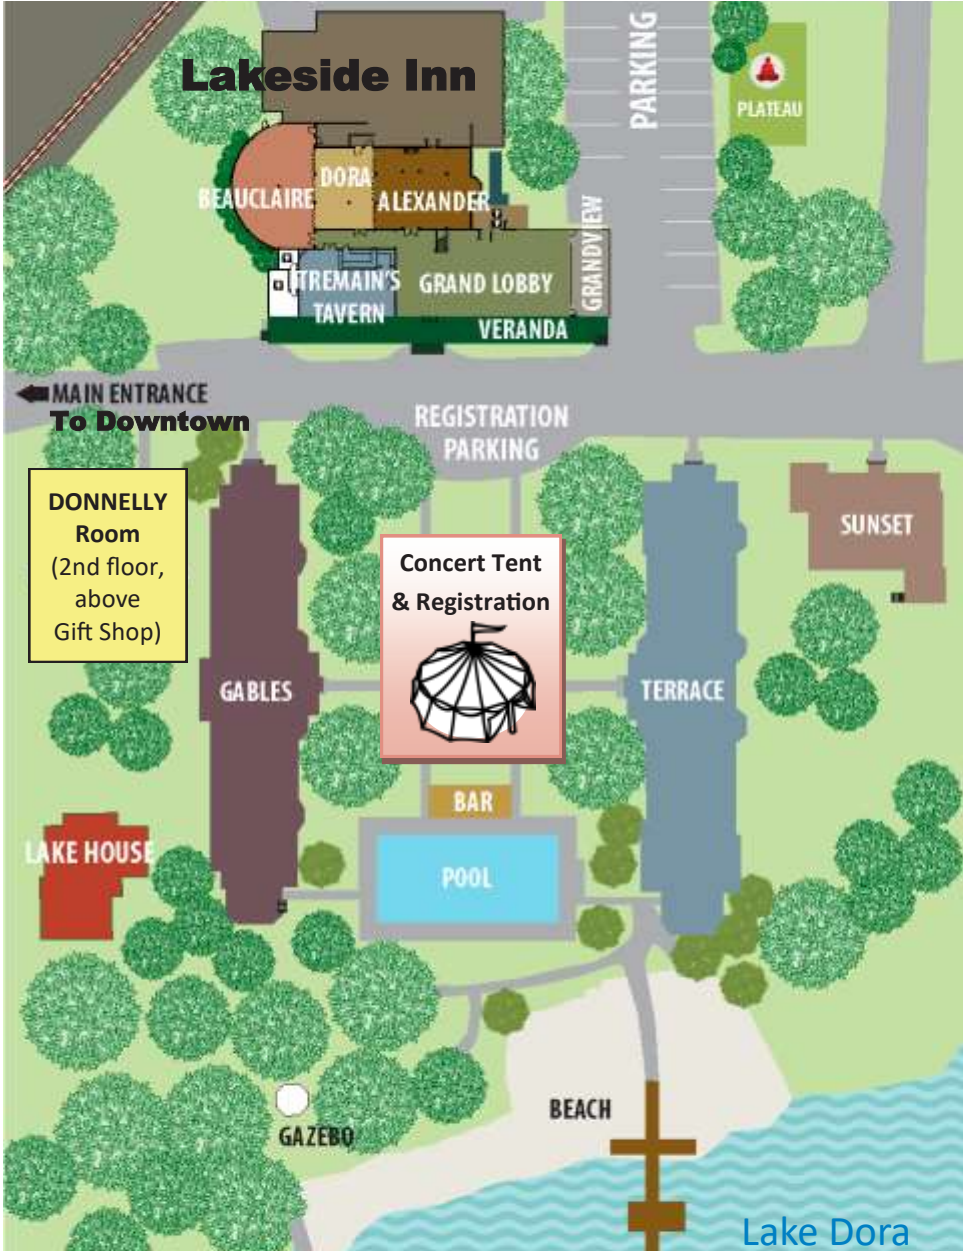 Lakeside Inn
PARKING
PLATEAU
BEAUCLAIRE
DORA
ALEXANDER
TREMAIN'S
TAVERN
GRAND LOBBY
GRANDVIEW
VERANDA
MAIN ENTRANCE
To Downtown
REGISTRATION
PARKING
DONNELLY
Room
(2nd floor,
above
Gift Shop)
Concert Tent
& Registration
SUNSET
GABLES
TERRACE
BAR
LAKE HOUSE
POOL
BEACH
GAZEBO
Lake Dora